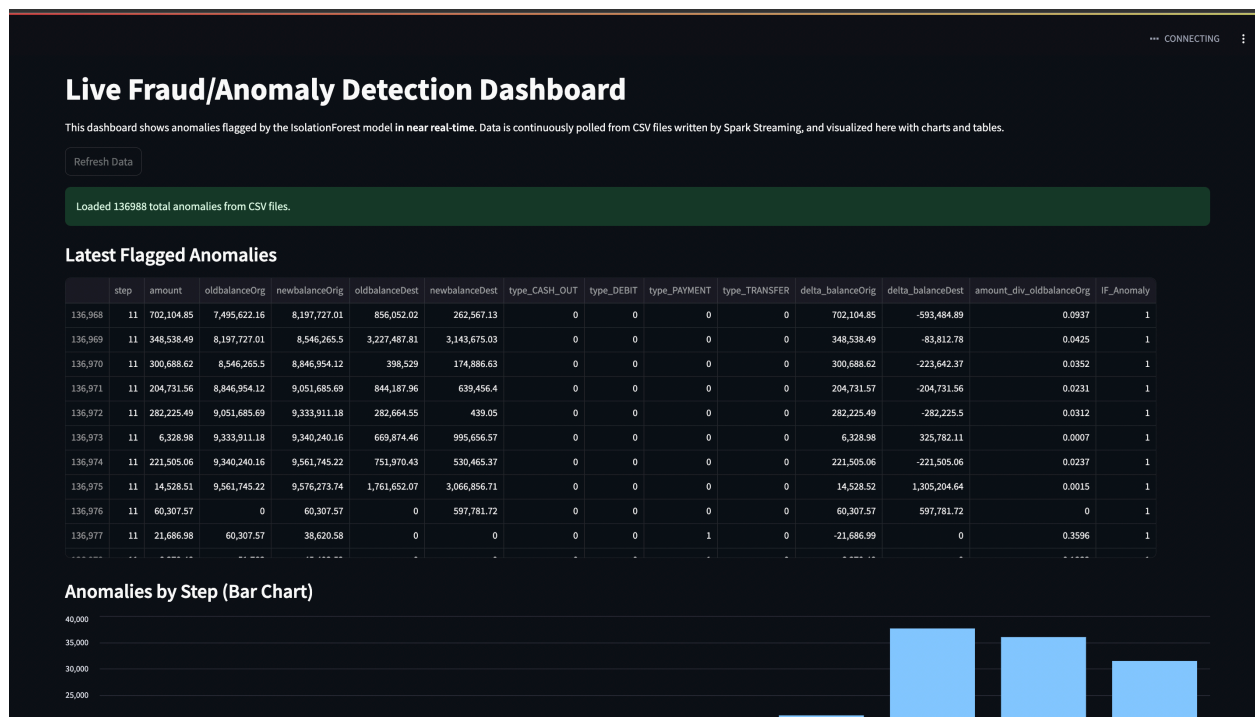 CONNECTING
Live Fraud/Anomaly Detection Dashboard
This dashboard shows anomalies flagged by the IsolationForest model in near real-time. Data is continuously polled from CSV files written by Spark Streaming, and visualized here with charts and tables.
Refresh Data
Loaded 136988 total anomalies from CSV files.
Latest Flagged Anomalies
step amount oldbalanceOrg newbalanceOrig oldbalanceDest newbalanceDest type_CASH_OUT type_DEBIT type_PAYMENT type_TRANSFER delta_balanceOrig delta_balanceDest amount_div_oldbalanceOrg IF_Anomaly
136,968 11 702,104.85 7,495,622.16 8,197,727.01 856,052.02 262,567.13 0 0 0 0 702,104.85 -593,484.89 0.0937 1
136,969 11 348,538.49 8,197,727.01 8,546,265.5 3,227,487.81 3,143,675.03 0 0 0 0 348,538.49 -83,812.78 0.0425 1
136,970 11 300,688.62 8,546,265.5 8,846,954.12 398,529 174,886.63 0 0 0 0 300,688.62 -223,642.37 0.0352 1
136,971 11 204,731.56 8,846,954.12 9,051,685.69 844,187.96 639,456.4 0 0 0 0 204,731.57 -204,731.56 0.0231 1
136,972 11 282,225.49 9,051,685.69 9,333,911.18 282,664.55 439.05 0 0 0 0 282,225.49 -282,225.5 0.0312 1
136,973 11 6,328.98 9,333,911.18 9,340,240.16 669,874.46 995,656.57 0 0 0 0 6,328.98 325,782.11 0.0007 1
136,974 11 221,505.06 9,340,240.16 9,561,745.22 751,970.43 530,465.37 0 0 0 0 221,505.06 -221,505.06 0.0237 1
136,975 11 14,528.51 9,561,745.22 9,576,273.74 1,761,652.07 3,066,856.71 0 0 0 0 14,528.52 1,305,204.64 0.0015 1
136,976 11 60,307.57 0 60,307.57 0 597,781.72 0 0 0 0 60,307.57 597,781.72 0 1
136,977 11 21,686.98 60,307.57 38,620.58 0 0 0 0 1 0 -21,686.99 0 0.3596 1
Anomalies by Step (Bar Chart)
40,000
35,000
30,000
25,000